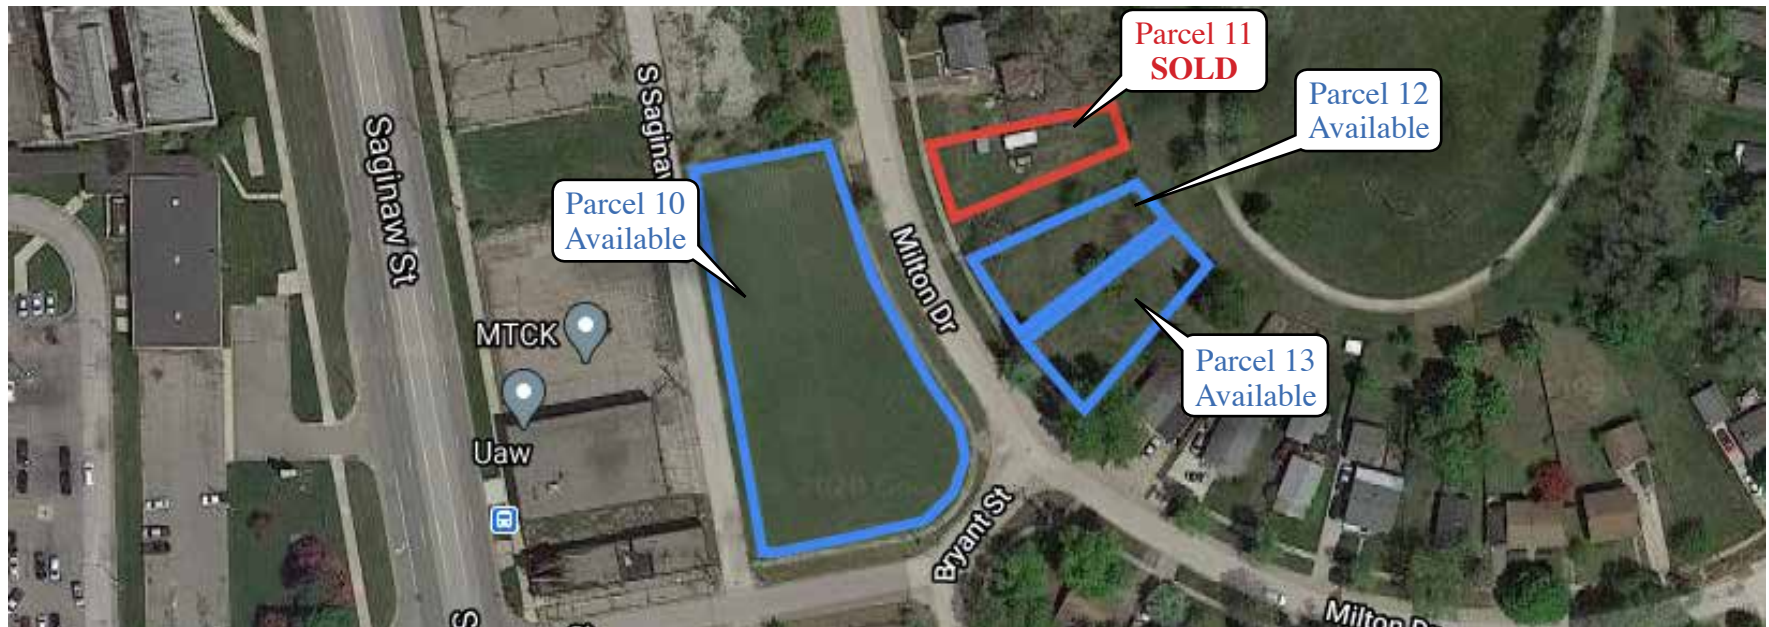 Parcel 11
SOLD
Parcel 12
Available
S Saginaw
Saginaw St
Parcel 10
Available
Milton Dr
MTCK
Parcel 13
Available
Uaw
Bryant St
Milton D
S